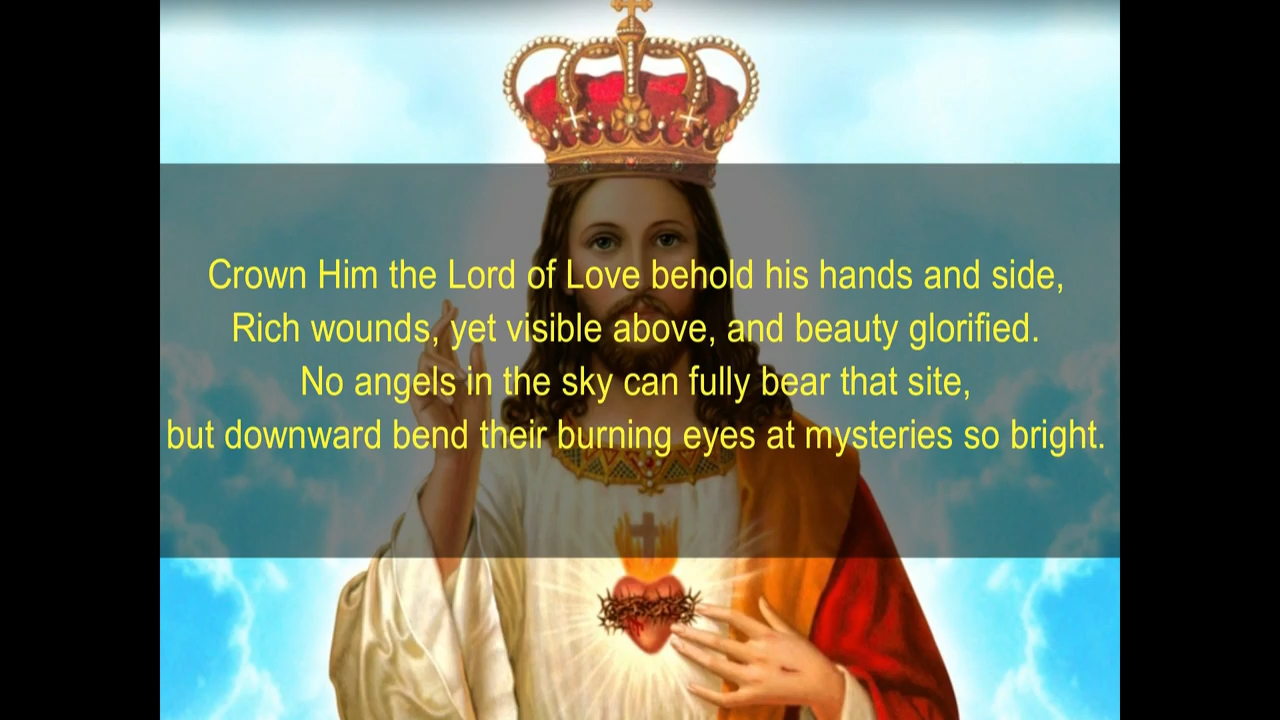 Crown Him the Lord of Love behold his hands and side,
Rich wounds, yet visible above, and beauty glorified.
No angels in the sky can fully bear that site,
but downward bend their burning eyes at mysteries so bright.